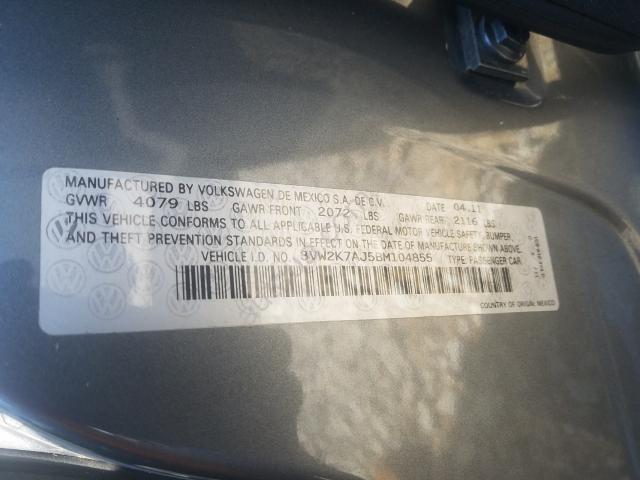 MANUFACTURED BY VOLKSWAGEN DE MEXICO S.A. DE C.V. DATE 04.11
GVWR 4079 LBS GAWR FRONT 2072 LBS GAWR REAR 2116 LBS
THIS VEHICLE CONFORMS TO ALL APPLICABLE U.S. FEDERAL MOTOR VEHICLE SAFETY, BUMPER
AND THEFT PREVENTION STANDARDS IN EFFECT ON THE DATE OF MANUFACTURE SHOWN ABOVE.
VEHICLE I.D. NO. 3VW2K7AJ5BM104855 TYPE: PASSENGER CAR
COUNTRY OF ORIGIN: MEXICO